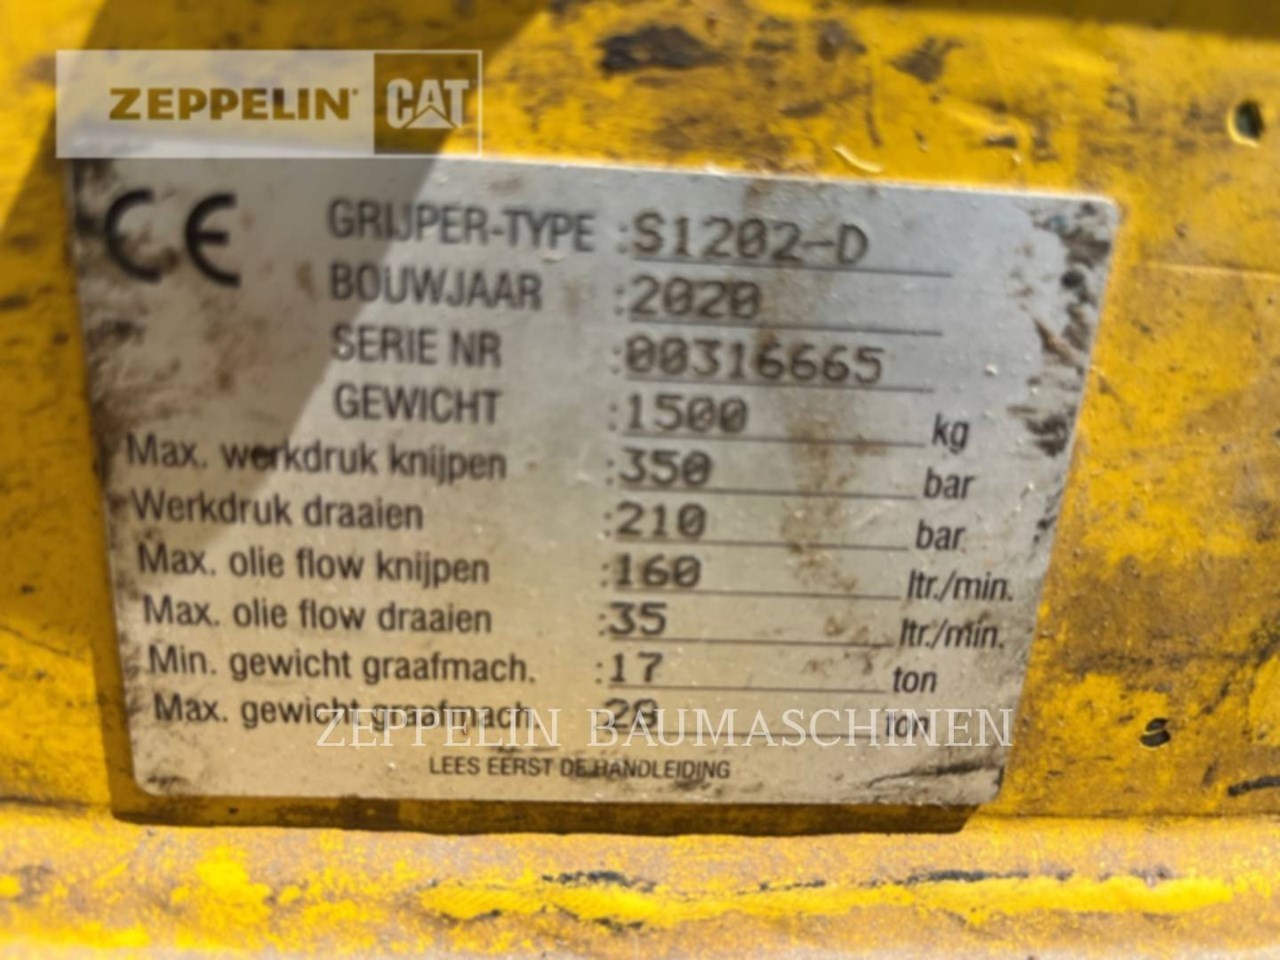 ZEPPELIN CAT
CE GRIJPER-TYPE :S1202-D
BOUWJAAR :2020
SERIE NR :00316665
GEWICHT :1500 kg
Max. werkdruk knijpen :350 bar
Werkdruk draaien :210 bar
Max. olie flow knijpen :160 ltr./min.
Max. olie flow draaien :35 ltr./min.
Min. gewicht graafmach. :17 ton
Max. gewicht graafmach. :20 ton
ZEPPELIN BAUMASCHINEN
LEES EERST DE HANDLEIDING